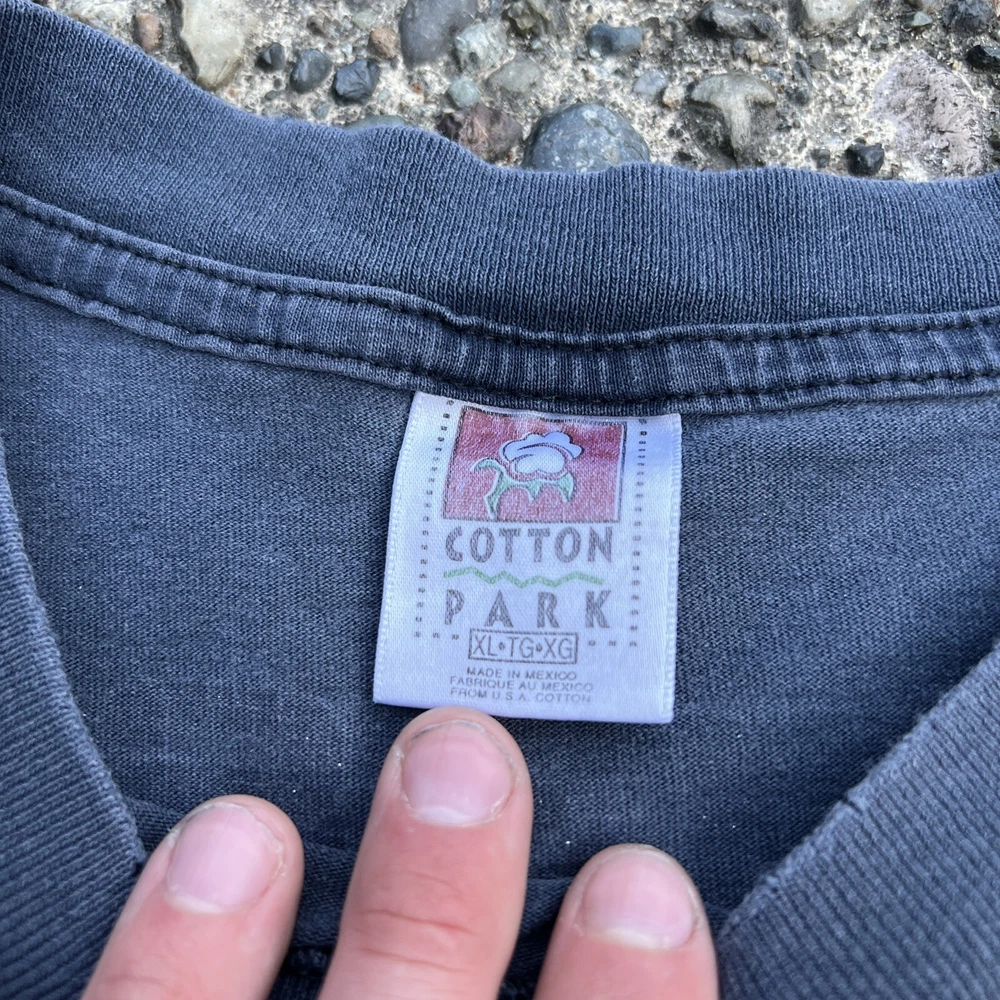 COTTON
PARK
XL•TG•XG
MADE IN MEXICO
FABRIQUE AU MEXICO
FROM U.S.A. COTTON